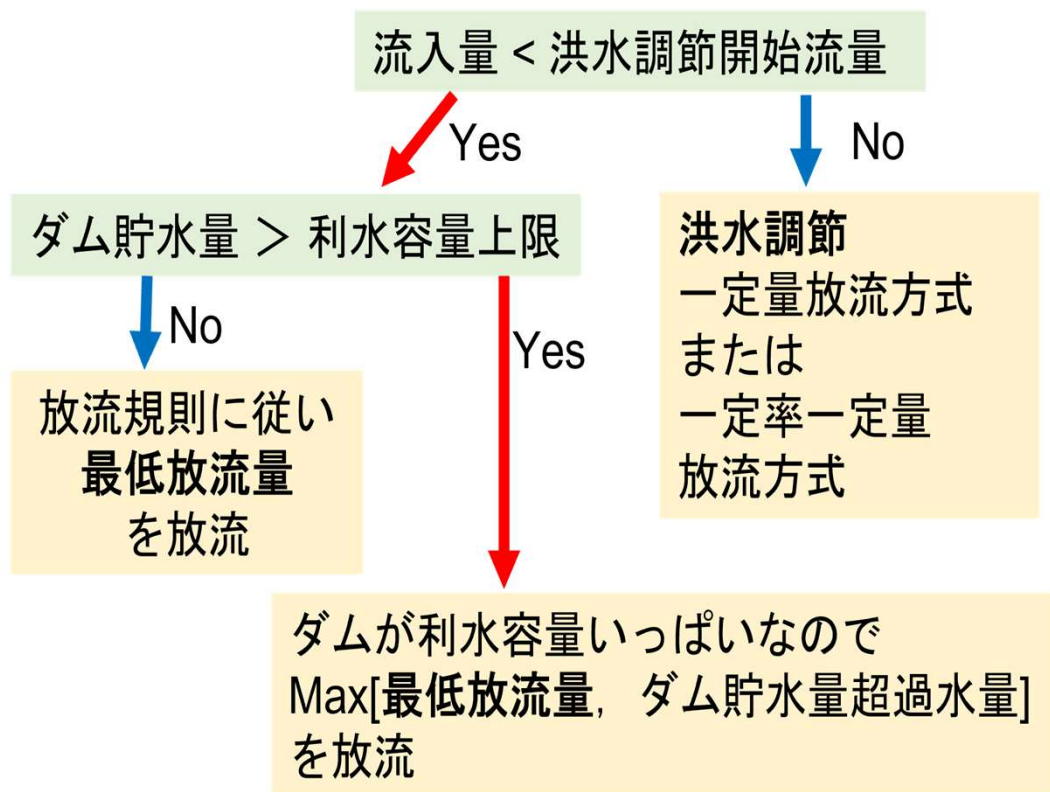 流入量 < 洪水調節開始流量
Yes
No
ダム貯水量 ＞ 利水容量上限
No
Yes
放流規則に従い
最低放流量
を放流
洪水調節
一定量放流方式
または
一定率一定量
放流方式
ダムが利水容量いっぱいなので
Max[最低放流量,　ダム貯水量超過水量]
を放流